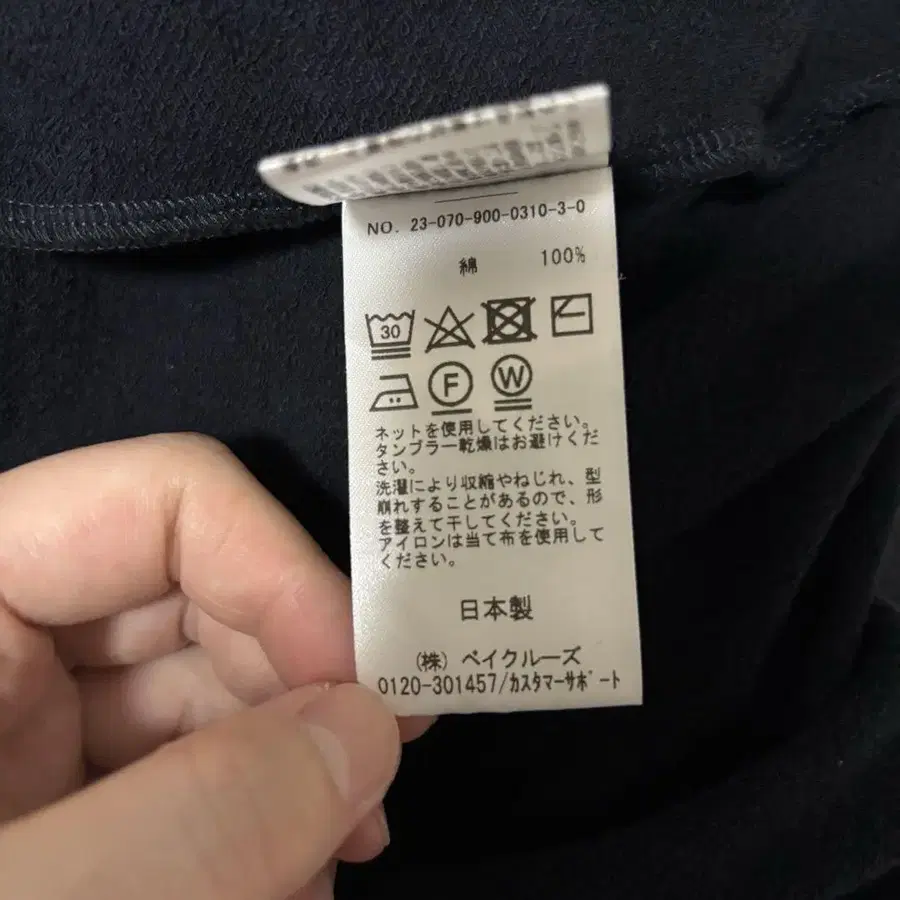 NO. 23-070-900-0310-3-0
綿 100%
30
F W
ネットを使用してください。
タンブラー乾燥はお避けくだ
さい。
洗濯により収縮やねじれ、型
崩れすることがあるので、形
を整えて干してください。
アイロンは当て布を使用して
ください。
日本製
(株) ベイクルーズ
0120-301457/カスタマーサポート